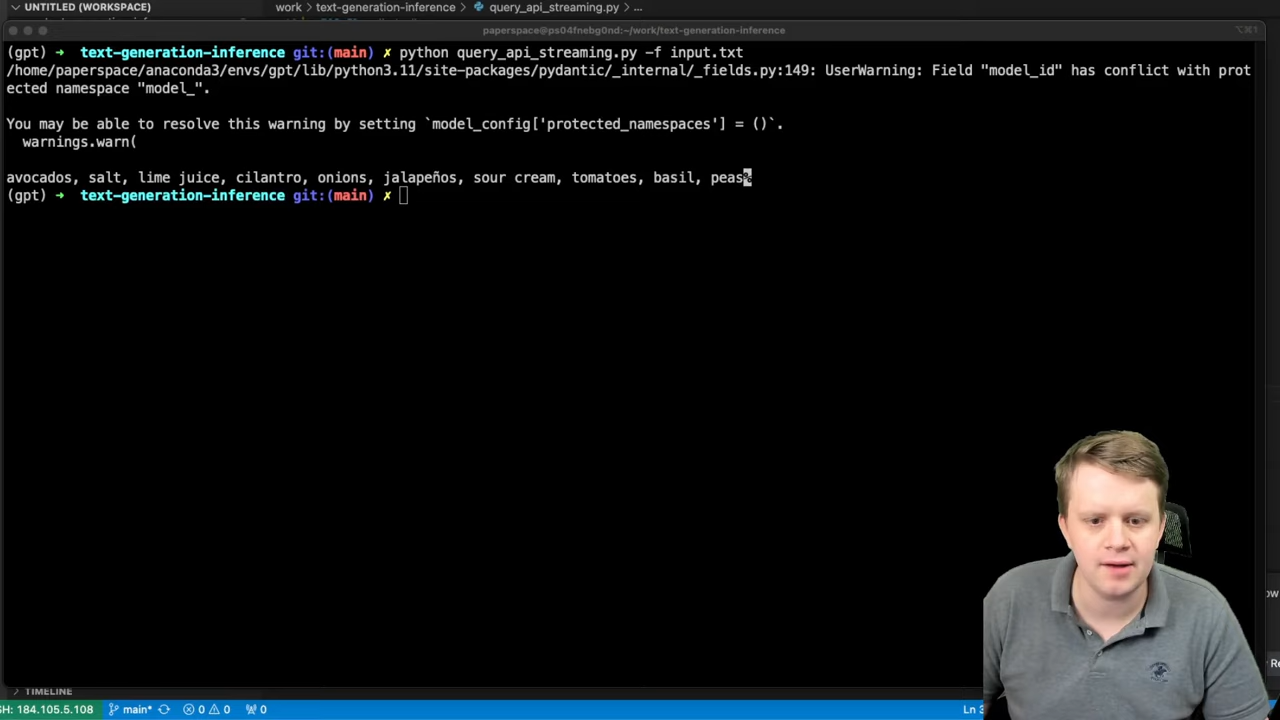 UNTITLED (WORKSPACE)
work > text-generation-inference > query_api_streaming.py > ...
paperspace@ps04fnebg0nd:~/work/text-generation-inference
⌥⌘1
(gpt) → text-generation-inference git:(main) ✗ python query_api_streaming.py -f input.txt
/home/paperspace/anaconda3/envs/gpt/lib/python3.11/site-packages/pydantic/_internal/_fields.py:149: UserWarning: Field "model_id" has conflict with prot
ected namespace "model_".
You may be able to resolve this warning by setting `model_config['protected_namespaces'] = ()`.
warnings.warn(
avocados, salt, lime juice, cilantro, onions, jalapeños, sour cream, tomatoes, basil, peas%
(gpt) → text-generation-inference git:(main) ✗
ow
Re
TIMELINE
SH: 184.105.5.108 main* 0 0 0 Ln